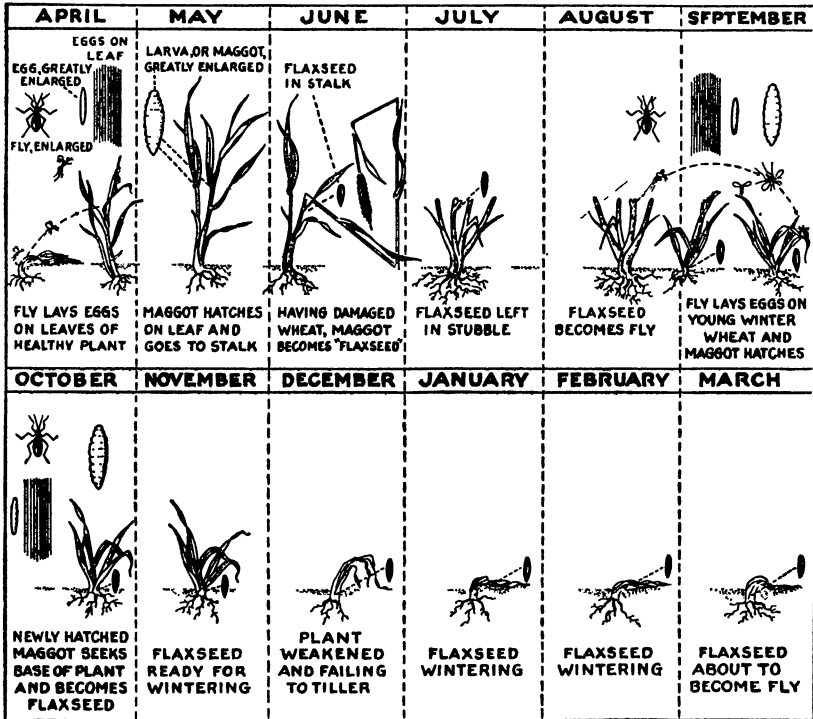 APRIL
MAY
JUNE
JULY
AUGUST
SEPTEMBER
EGGS ON
LEAF
EGG, GREATLY
ENLARGED
FLY, ENLARGED
FLY LAYS EGGS
ON LEAVES OF
HEALTHY PLANT
LARVA, OR MAGGOT,
GREATLY ENLARGED
MAGGOT HATCHES
ON LEAF AND
GOES TO STALK
FLAXSEED
IN STALK
HAVING DAMAGED
WHEAT, MAGGOT
BECOMES "FLAXSEED"
FLAXSEED LEFT
IN STUBBLE
FLAXSEED
BECOMES FLY
FLY LAYS EGGS ON
YOUNG WINTER
WHEAT AND
MAGGOT HATCHES
OCTOBER
NOVEMBER
DECEMBER
JANUARY
FEBRUARY
MARCH
NEWLY HATCHED
MAGGOT SEEKS
BASE OF PLANT
AND BECOMES
FLAXSEED
FLAXSEED
READY FOR
WINTERING
PLANT
WEAKENED
AND FAILING
TO TILLER
FLAXSEED
WINTERING
FLAXSEED
WINTERING
FLAXSEED
ABOUT TO
BECOME FLY